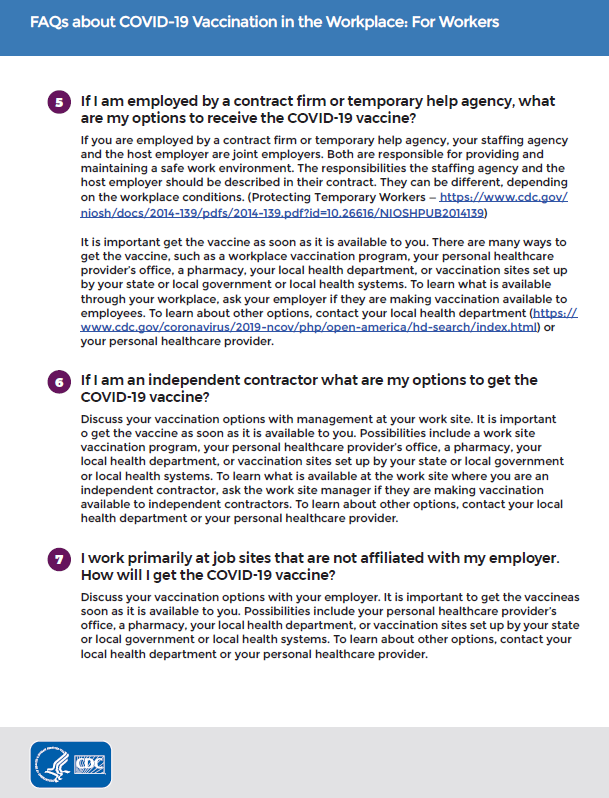 FAQs about COVID-19 Vaccination in the Workplace: For Workers
5 If I am employed by a contract firm or temporary help agency, what
are my options to receive the COVID-19 vaccine?
If you are employed by a contract firm or temporary help agency, your staffing agency
and the host employer are joint employers. Both are responsible for providing and
maintaining a safe work environment. The responsibilities the staffing agency and the
host employer should be described in their contract. They can be different, depending
on the workplace conditions. (Protecting Temporary Workers – https://www.cdc.gov/
niosh/docs/2014-139/pdfs/2014-139.pdf?id=10.26616/NIOSHPUB2014139)
It is important get the vaccine as soon as it is available to you. There are many ways to
get the vaccine, such as a workplace vaccination program, your personal healthcare
provider's office, a pharmacy, your local health department, or vaccination sites set up
by your state or local government or local health systems. To learn what is available
through your workplace, ask your employer if they are making vaccination available to
employees. To learn about other options, contact your local health department (https://
www.cdc.gov/coronavirus/2019-ncov/php/open-america/hd-search/index.html) or
your personal healthcare provider.
6 If I am an independent contractor what are my options to get the
COVID-19 vaccine?
Discuss your vaccination options with management at your work site. It is important
o get the vaccine as soon as it is available to you. Possibilities include a work site
vaccination program, your personal healthcare provider's office, a pharmacy, your
local health department, or vaccination sites set up by your state or local government
or local health systems. To learn what is available at the work site where you are an
independent contractor, ask the work site manager if they are making vaccination
available to independent contractors. To learn about other options, contact your local
health department or your personal healthcare provider.
7 I work primarily at job sites that are not affiliated with my employer.
How will I get the COVID-19 vaccine?
Discuss your vaccination options with your employer. It is important to get the vaccineas
soon as it is available to you. Possibilities include your personal healthcare provider's
office, a pharmacy, your local health department, or vaccination sites set up by your state
or local government or local health systems. To learn about other options, contact your
local health department or your personal healthcare provider.
CDC